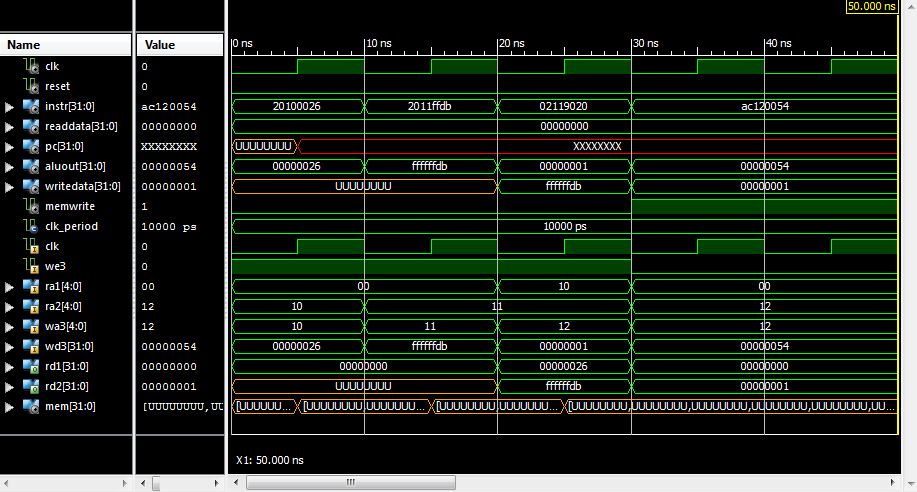 50.000 ns
Name Value 0 ns 10 ns 20 ns 30 ns 40 ns
clk 0
reset 0
instr[31:0] ac120054 20100026 2011ffdb 02119020 ac120054
readdata[31:0] 00000000 00000000
pc[31:0] XXXXXXXX UUUUUUUU XXXXXXXX
aluout[31:0] 00000054 00000026 ffffffdb 00000001 00000054
writedata[31:0] 00000001 UUUUUUUU ffffffdb 00000001
memwrite 1
clk_period 10000 ps 10000 ps
clk 0
we3 0
ra1[4:0] 00 00 10 00
ra2[4:0] 12 10 11 12
wa3[4:0] 12 10 11 12 12
wd3[31:0] 00000054 00000026 ffffffdb 00000001 00000054
rd1[31:0] 00000000 00000000 00000026 00000000
rd2[31:0] 00000001 UUUUUUUU ffffffdb 00000001
mem[31:0] [UUUUUUUU,UU [UUUUUU... [UUUUUUUU,UUUUUUU... [UUUUUUUU,UUUUUUU... [UUUUUUUU,UUUUUUUU,UUUUUUUU,UUUUUUUU,UUUUUUUU,UU...
X1: 50.000 ns